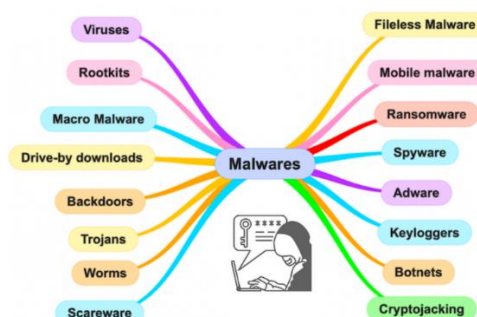 Viruses
Rootkits
Macro Malware
Drive-by downloads
Backdoors
Trojans
Worms
Scareware
Malwares
Fileless Malware
Mobile malware
Ransomware
Spyware
Adware
Keyloggers
Botnets
Cryptojacking
****